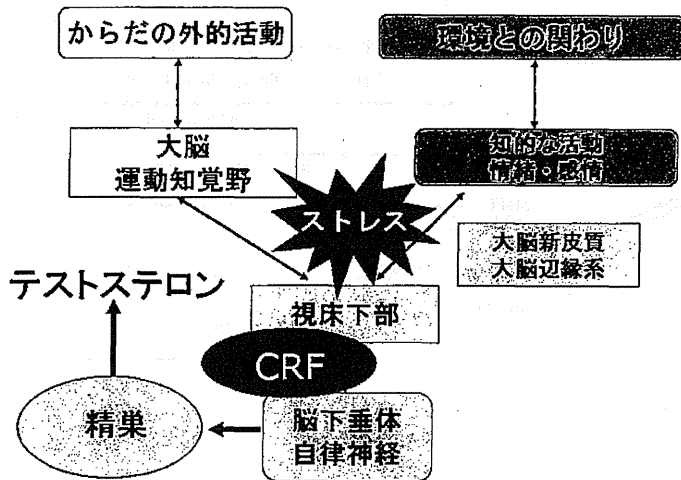 からだの外的活動
環境との関わり
大脳
運動知覚野
知的な活動
情緒・感情
ストレス
大脳新皮質
大脳辺縁系
テストステロン
視床下部
CRF
精巣
脳下垂体
自律神経